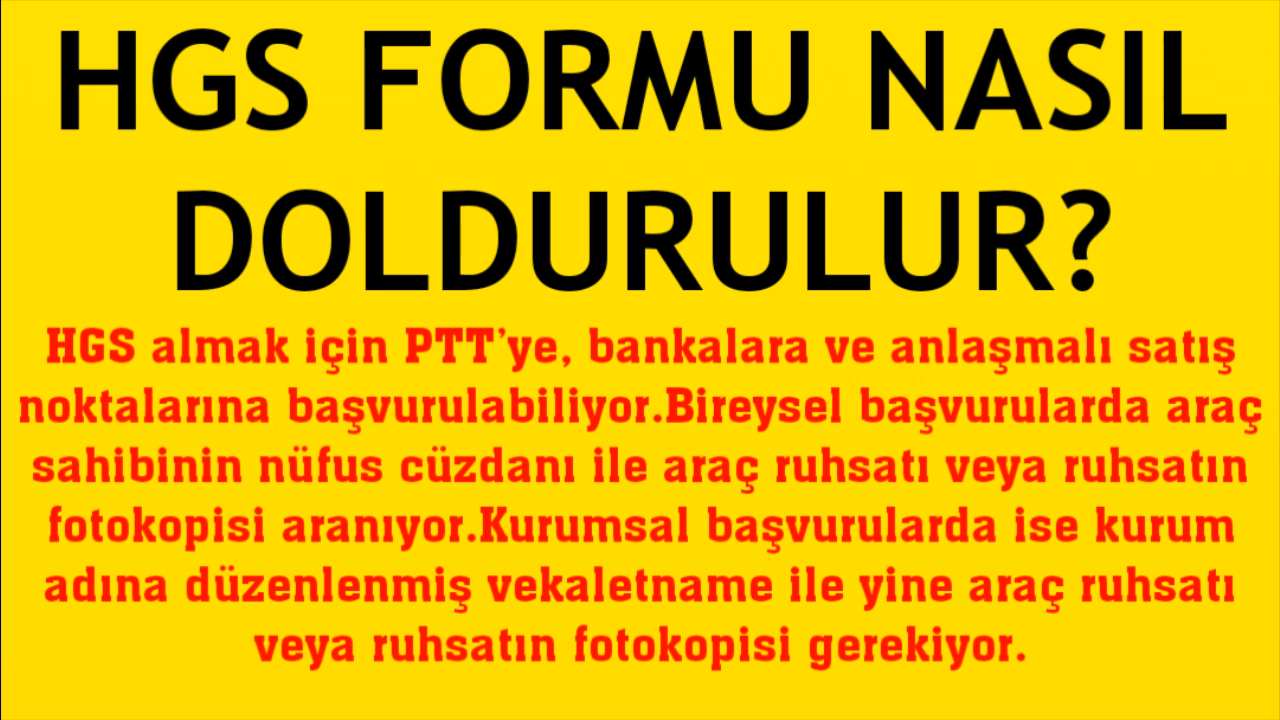 HGS FORMU NASIL
DOLDURULUR?
HGS almak için PTT'ye, bankalara ve anlaşmalı satış
noktalarına başvurulabiliyor.Bireysel başvurularda araç
sahibinin nüfus cüzdanı ile araç ruhsatı veya ruhsatın
fotokopisi aranıyor.Kurumsal başvurularda ise kurum
adına düzenlenmiş vekaletname ile yine araç ruhsatı
veya ruhsatın fotokopisi gerekiyor.